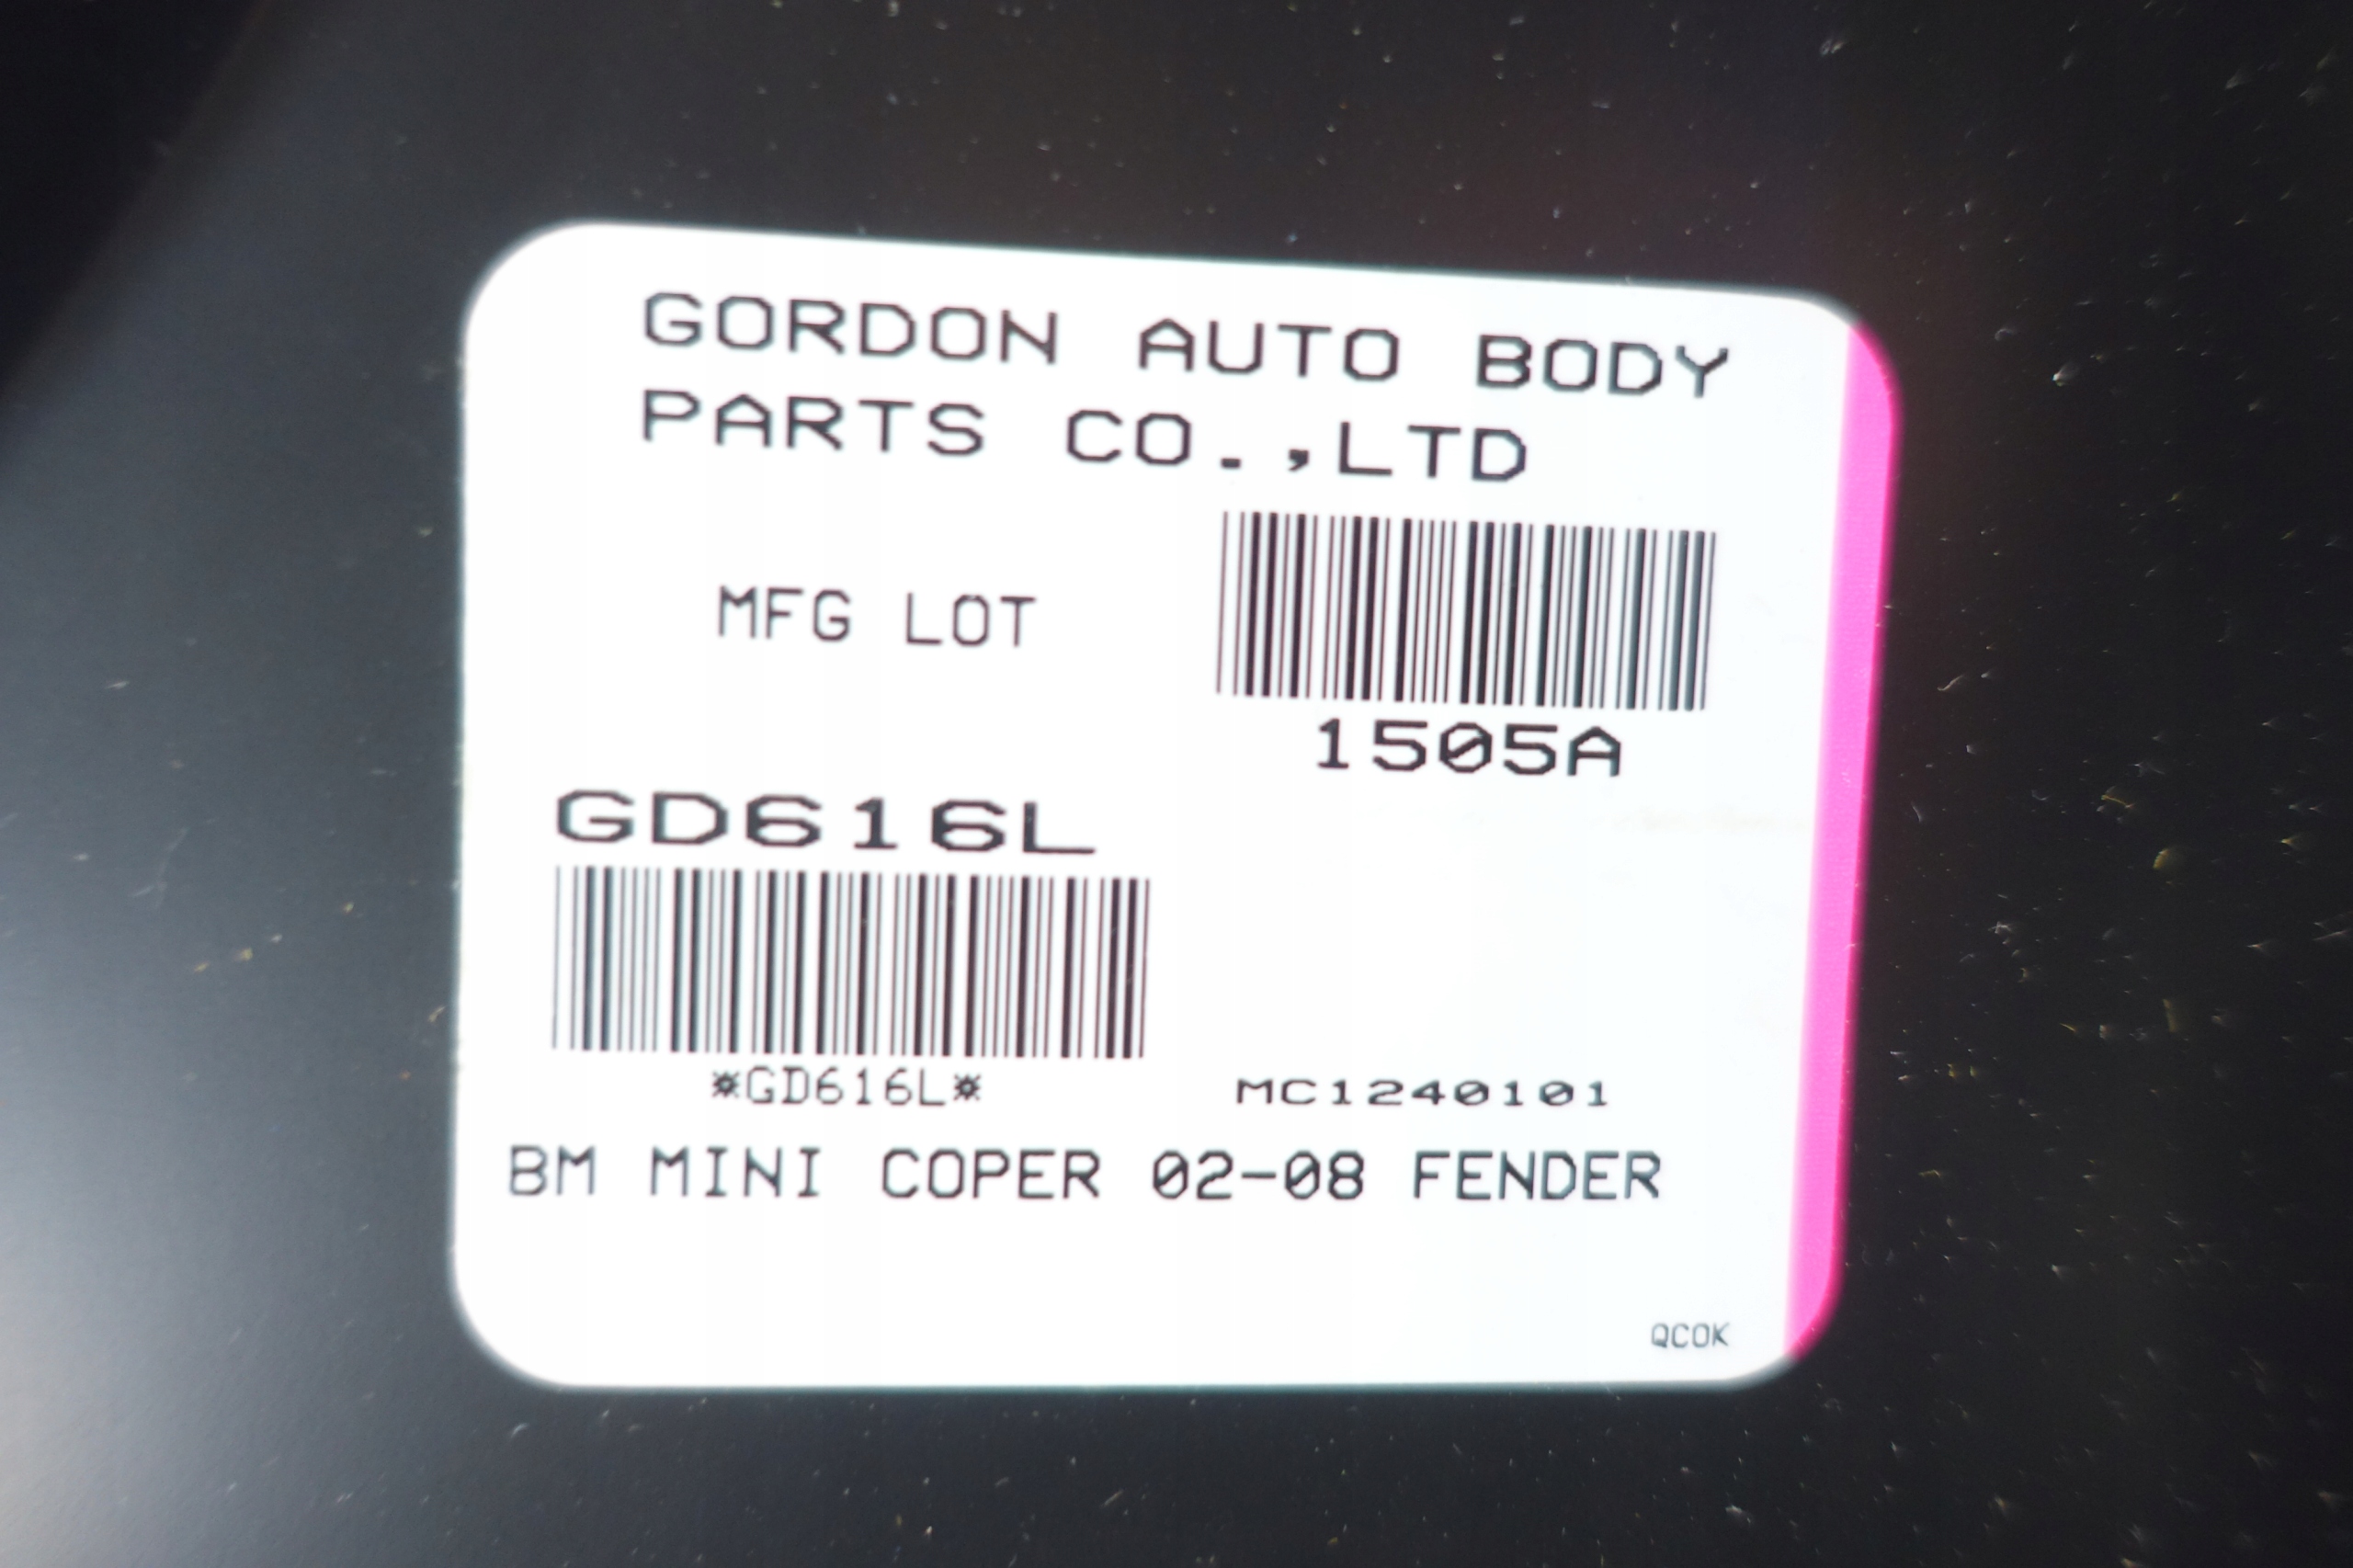 GORDON AUTO BODY
PARTS CO.,LTD
MFG LOT
1505A
GD616L
*GD616L*
MC1240101
BM MINI COPER 02-08 FENDER
QCOK